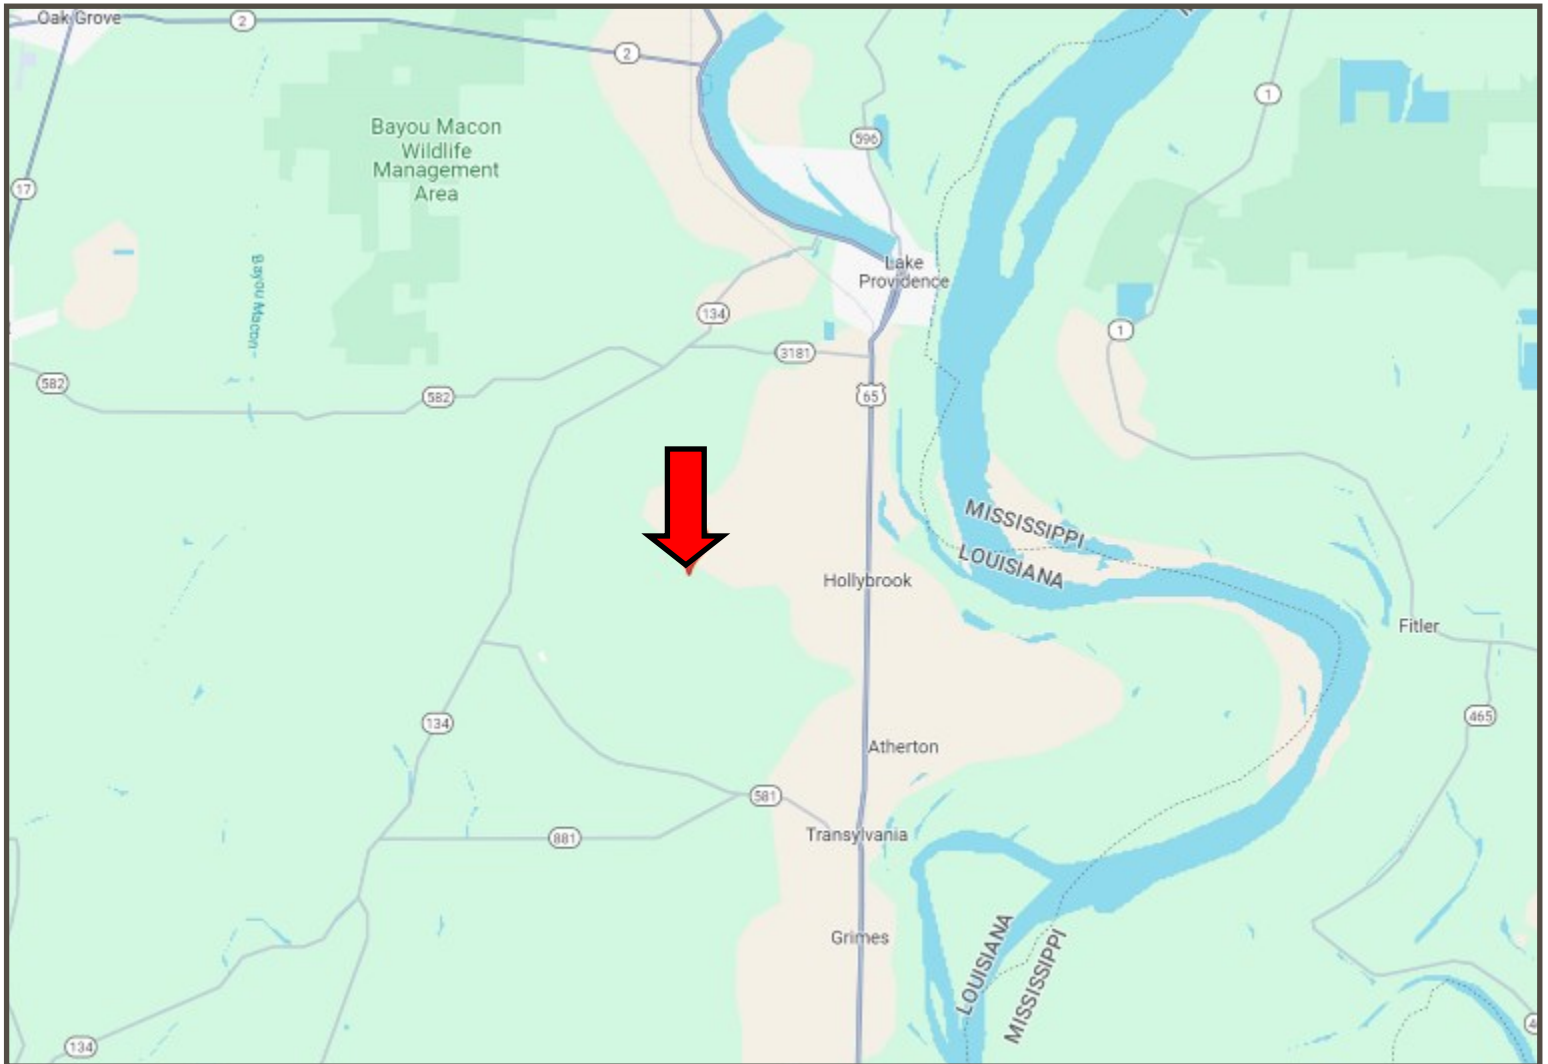 Oak Grove
2
2
1
Bayou Macon
Wildlife
Management
Area
596
17
Bayou Macon
Lake
Providence
134
1
3181
582
582
65
MISSISSIPPI
LOUISIANA
Hollybrook
Fitler
134
465
Atherton
581
Transylvania
881
Grimes
LOUISIANA
MISSISSIPPI
134